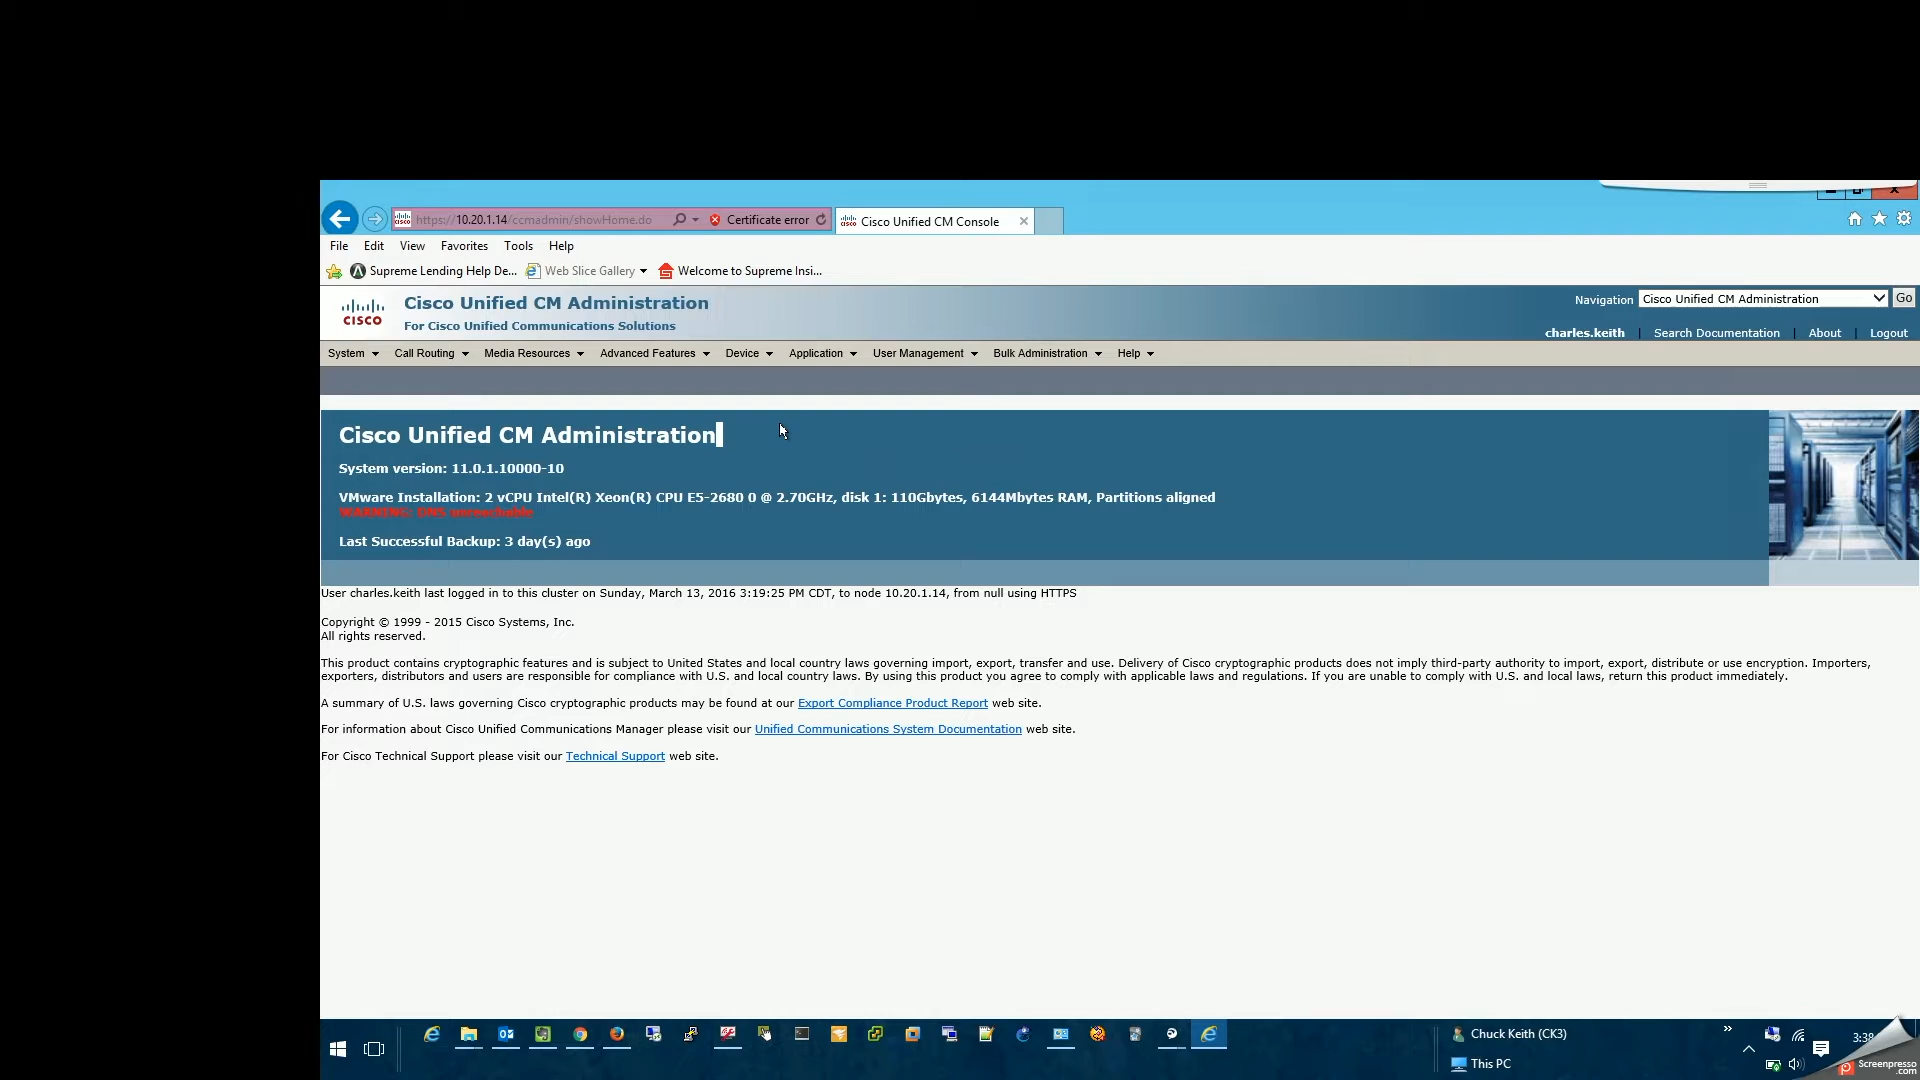 https://10.20.1.14/ccmadmin/showHome.do Certificate error Cisco Unified CM Console
File Edit View Favorites Tools Help
Supreme Lending Help De... Web Slice Gallery Welcome to Supreme Insi...
CISCO
Cisco Unified CM Administration
For Cisco Unified Communications Solutions
Navigation Cisco Unified CM Administration Go
charles.keith | Search Documentation | About | Logout
System Call Routing Media Resources Advanced Features Device Application User Management Bulk Administration Help
Cisco Unified CM Administration
System version: 11.0.1.10000-10
VMware Installation: 2 vCPU Intel(R) Xeon(R) CPU E5-2680 0 @ 2.70GHz, disk 1: 110Gbytes, 6144Mbytes RAM, Partitions aligned
WARNING: DNS unreachable
Last Successful Backup: 3 day(s) ago
User charles.keith last logged in to this cluster on Sunday, March 13, 2016 3:19:25 PM CDT, to node 10.20.1.14, from null using HTTPS
Copyright © 1999 - 2015 Cisco Systems, Inc.
All rights reserved.
This product contains cryptographic features and is subject to United States and local country laws governing import, export, transfer and use. Delivery of Cisco cryptographic products does not imply third-party authority to import, export, distribute or use encryption. Importers,
exporters, distributors and users are responsible for compliance with U.S. and local country laws. By using this product you agree to comply with applicable laws and regulations. If you are unable to comply with U.S. and local laws, return this product immediately.
A summary of U.S. laws governing Cisco cryptographic products may be found at our Export Compliance Product Report web site.
For information about Cisco Unified Communications Manager please visit our Unified Communications System Documentation web site.
For Cisco Technical Support please visit our Technical Support web site.
Chuck Keith (CK3)
This PC
3:38
Screenpresso
.com